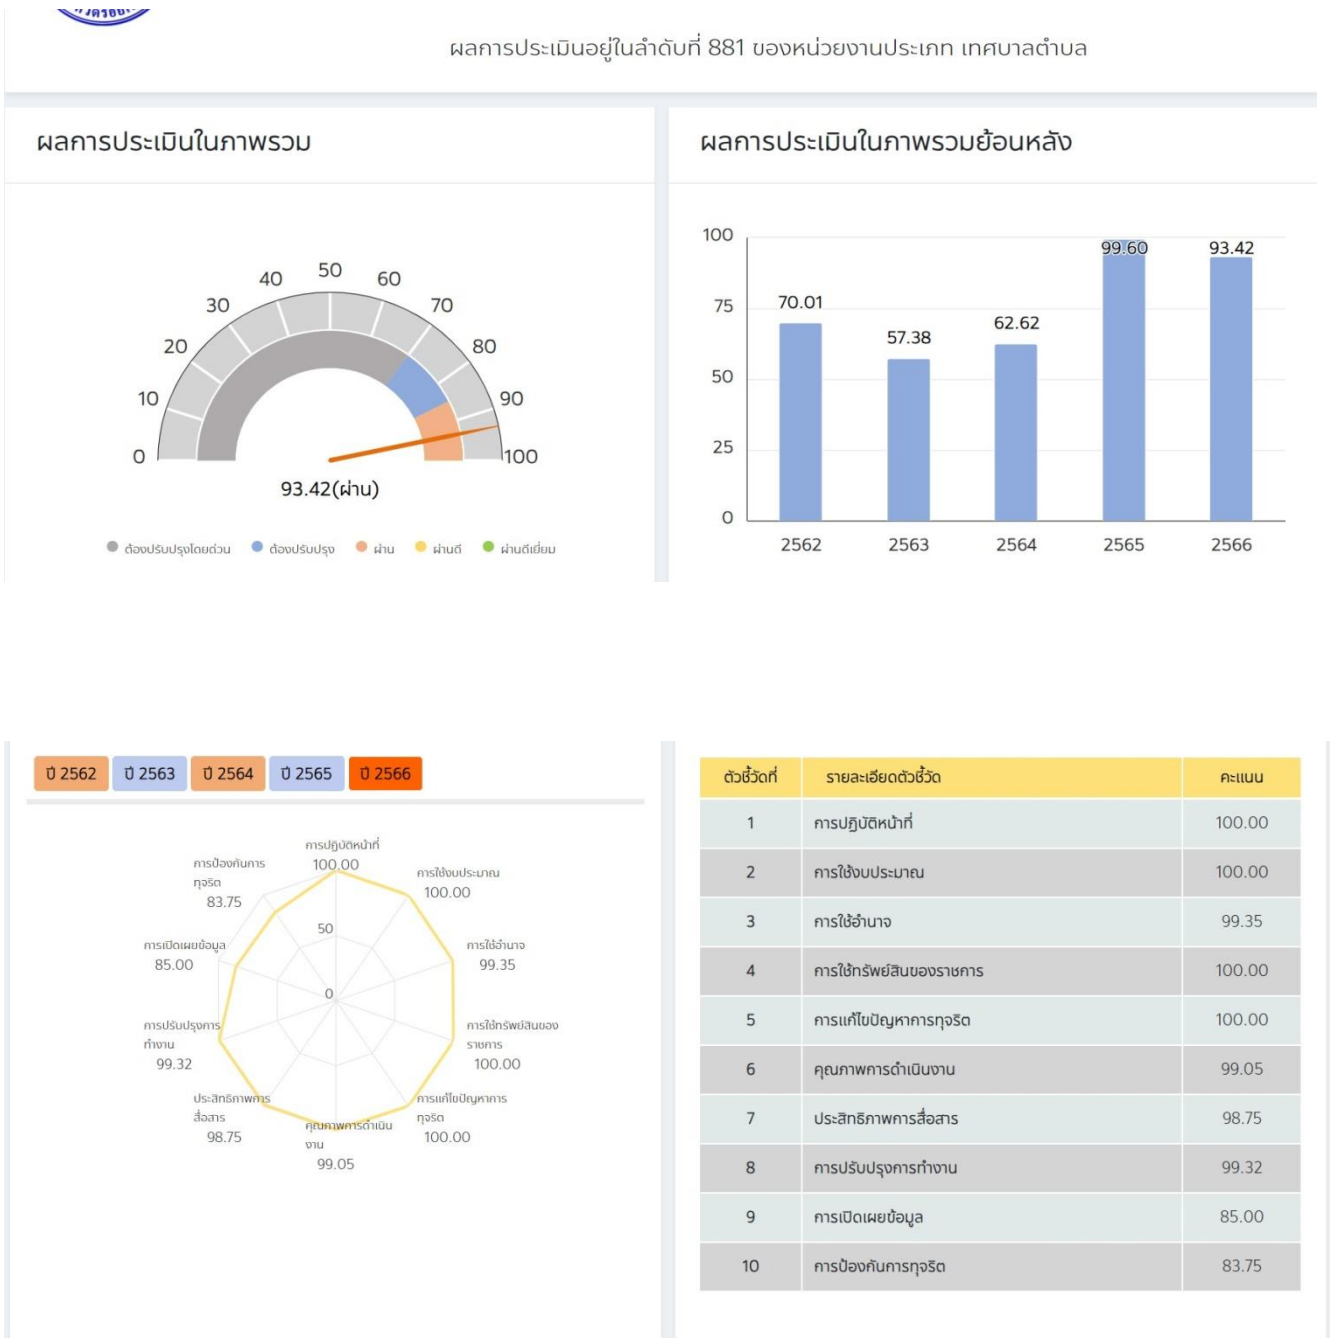 ผลการประเมินอยู่ในลำดับที่ 881 ของหน่วยงานประเภท เทศบาลตำบล
ผลการประเมินในภาพรวม
0
10
20
30
40
50
60
70
80
90
100
93.42(ผ่าน)
ต้องปรับปรุงโดยด่วน ต้องปรับปรุง ผ่าน ผ่านดี ผ่านดีเยี่ยม
ผลการประเมินในภาพรวมย้อนหลัง
100
75
50
25
0
70.01
57.38
62.62
99.60
93.42
2562 2563 2564 2565 2566
ปี 2562 ปี 2563 ปี 2564 ปี 2565 ปี 2566
การปฏิบัติหน้าที่
100.00
การใช้งบประมาณ
100.00
การใช้อำนาจ
99.35
การใช้ทรัพย์สินของ
ราชการ
100.00
การแก้ไขปัญหาการ
ทุจริต
100.00
คุณภาพการดำเนิน
งาน
99.05
ประสิทธิภาพการ
สื่อสาร
98.75
การปรับปรุงการ
ทำงาน
99.32
การเปิดเผยข้อมูล
85.00
การป้องกันการ
ทุจริต
83.75
50
0
ตัวชี้วัดที่ รายละเอียดตัวชี้วัด คะแนน
1 การปฏิบัติหน้าที่ 100.00
2 การใช้งบประมาณ 100.00
3 การใช้อำนาจ 99.35
4 การใช้ทรัพย์สินของราชการ 100.00
5 การแก้ไขปัญหาการทุจริต 100.00
6 คุณภาพการดำเนินงาน 99.05
7 ประสิทธิภาพการสื่อสาร 98.75
8 การปรับปรุงการทำงาน 99.32
9 การเปิดเผยข้อมูล 85.00
10 การป้องกันการทุจริต 83.75